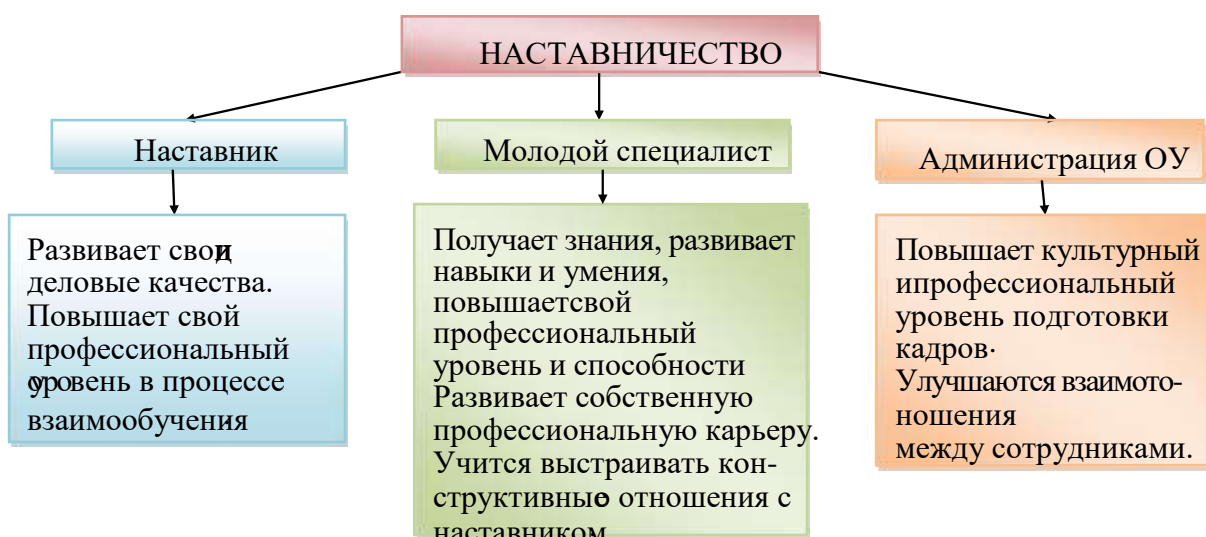 НАСТАВНИЧЕСТВО
Наставник
Развивает свои
деловые качества.
Повышает свой
профессиональный
уровень в процессе
взаимообучения
Молодой специалист
Получает знания, развивает
навыки и умения,
повышаетсвой
профессиональный
уровень и способности
Развивает собственную
профессиональную карьеру.
Учится выстраивать кон-
структивные отношения с
наставником
Администрация ОУ
Повышает культурный
ипрофессиональный
уровень подготовки
кадров.
Улучшаются взаимото-
ношения
между сотрудниками.